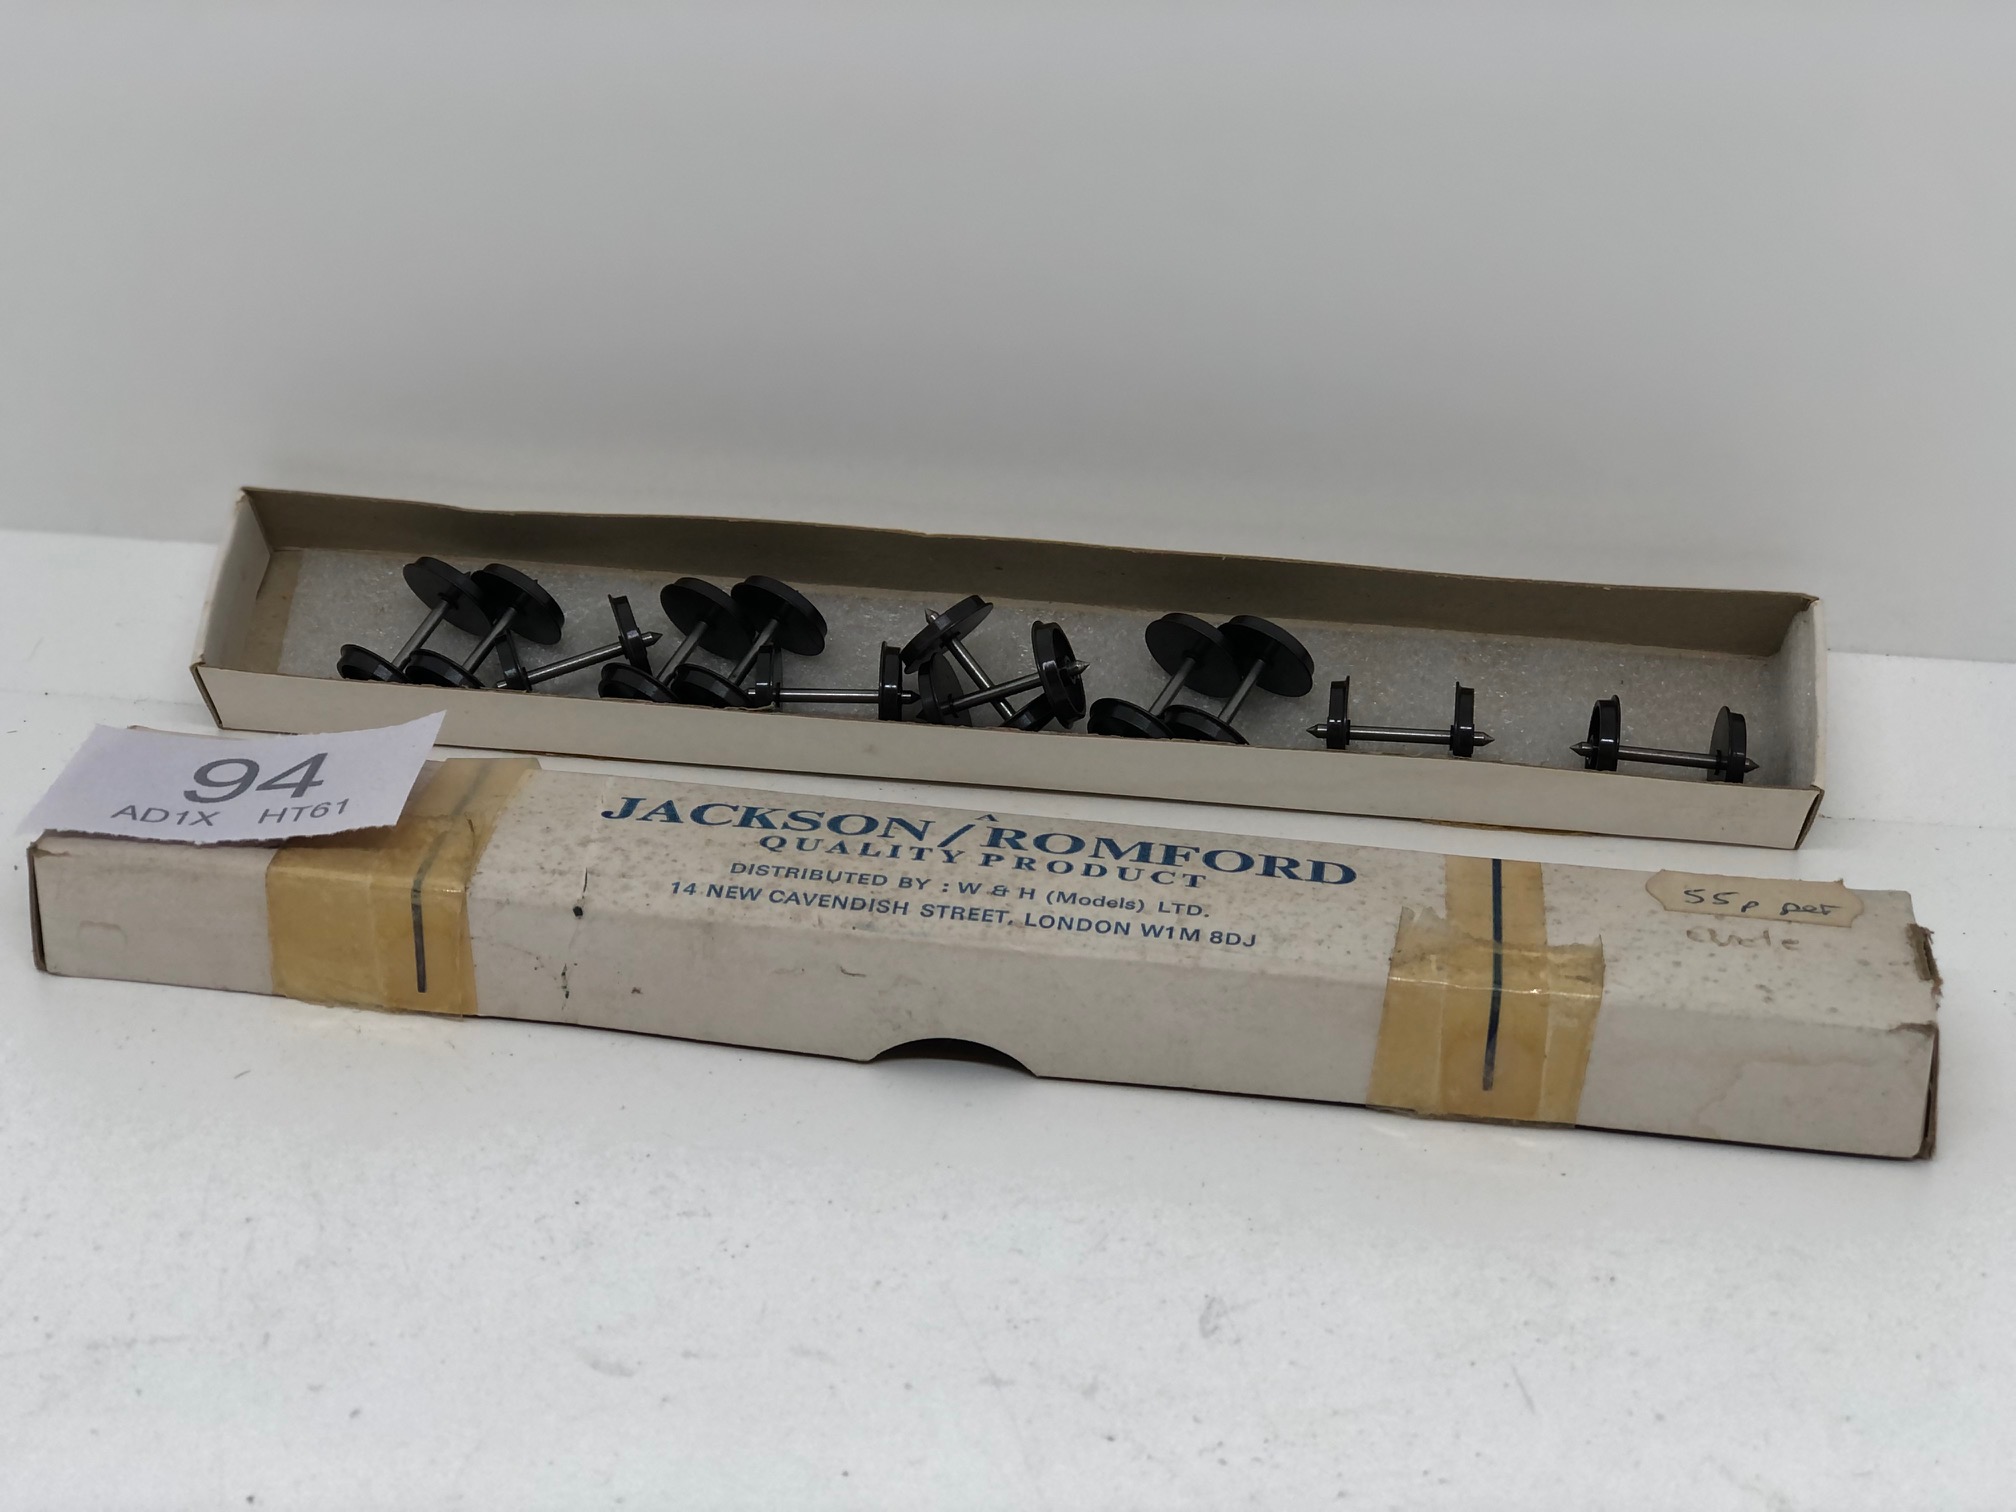 94
AD1X HT61
JACKSON/ROMFORD
QUALITY PRODUCT
DISTRIBUTED BY : W & H (Models) LTD.
14 NEW CAVENDISH STREET, LONDON W1M 8DJ
55p per
axle